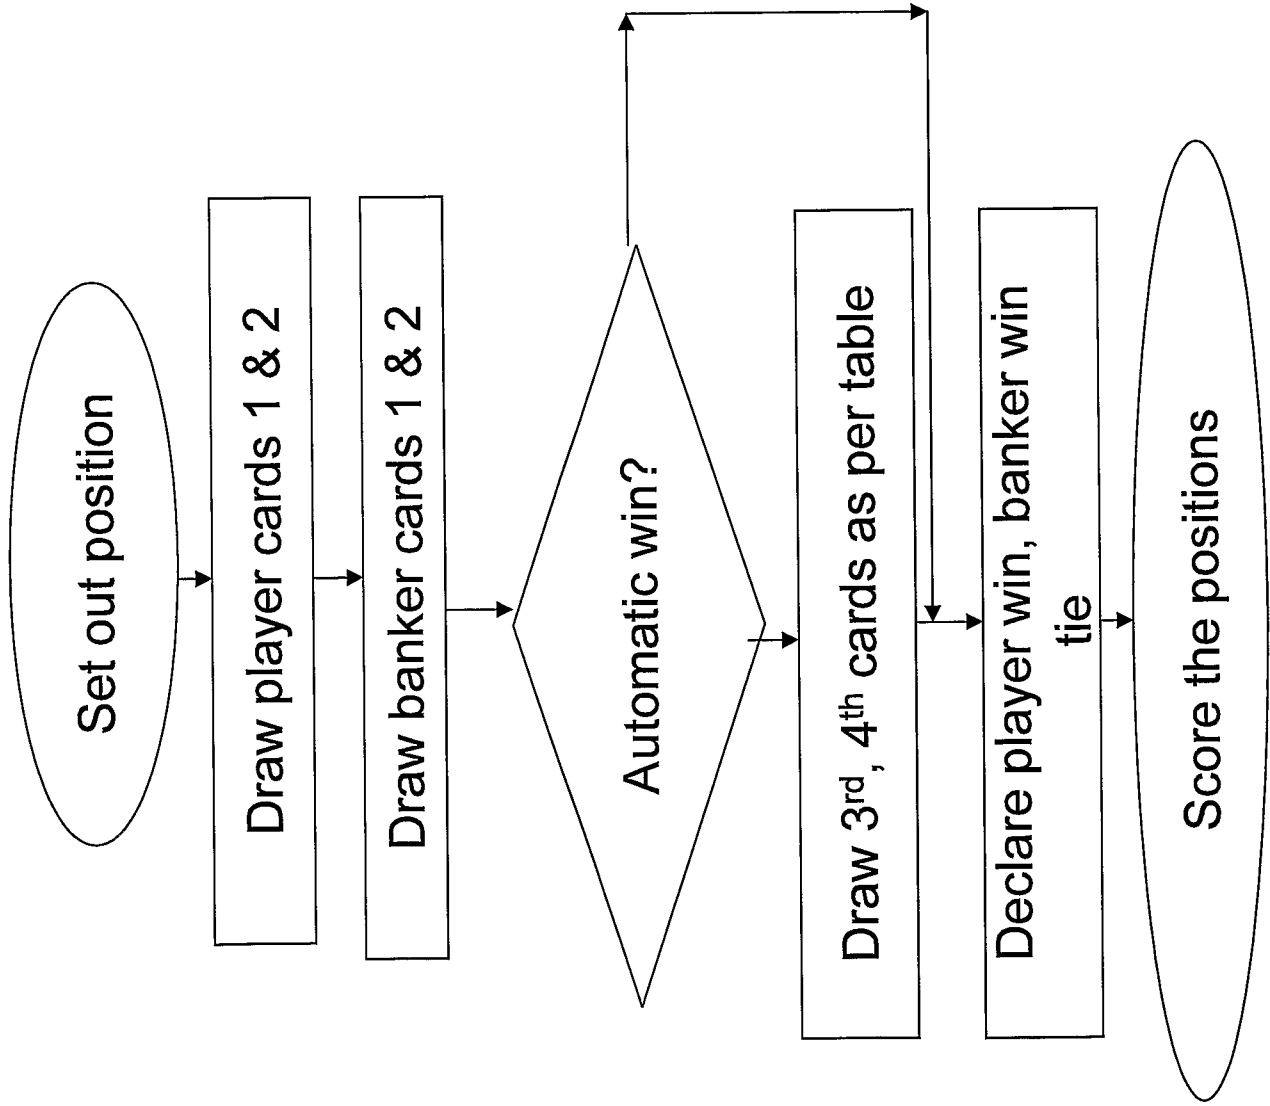 Set out position
Draw player cards 1 & 2
Draw banker cards 1 & 2
Automatic win?
Draw 3rd, 4th cards as per table
Declare player win, banker win
tie
Score the positions